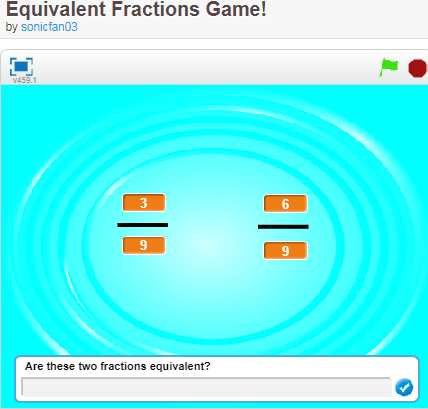 Equivalent Fractions Game!
by sonicfan03
v459.1
3 6
9 9
Are these two fractions equivalent?